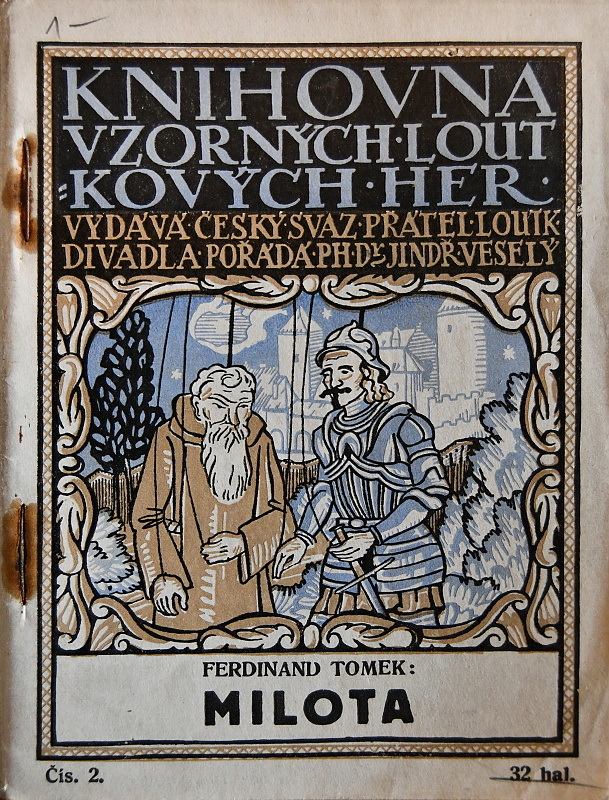 1-
KNIHOVNA
VZORNÝCH·LOUT
=KOVÝCH·HER·
VYDÁVÁ·ČESKÝ·SVAZ·PŘÁTEL·LOUTK
DIVADLA·POŘÁDÁ·PH·DR·JINDŘ·VESELÝ
FERDINAND TOMEK:
MILOTA
Čís. 2.
32 hal.